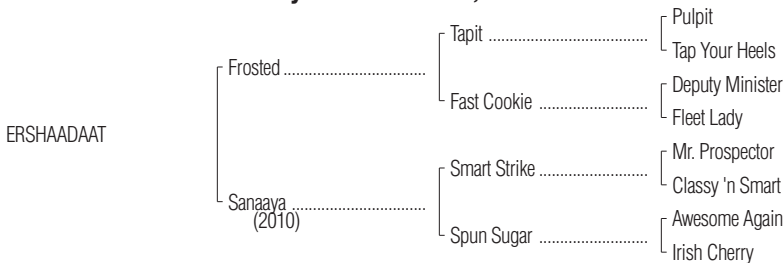 Pulpit
Tapit ....................................................
Tap Your Heels
Frosted ..............................................
Deputy Minister
Fast Cookie ...................................
Fleet Lady
ERSHAADAAT
Mr. Prospector
Smart Strike ...................................
Classy 'n Smart
Sanaaya ............................................
(2010)
Awesome Again
Spun Sugar ...................................
Irish Cherry